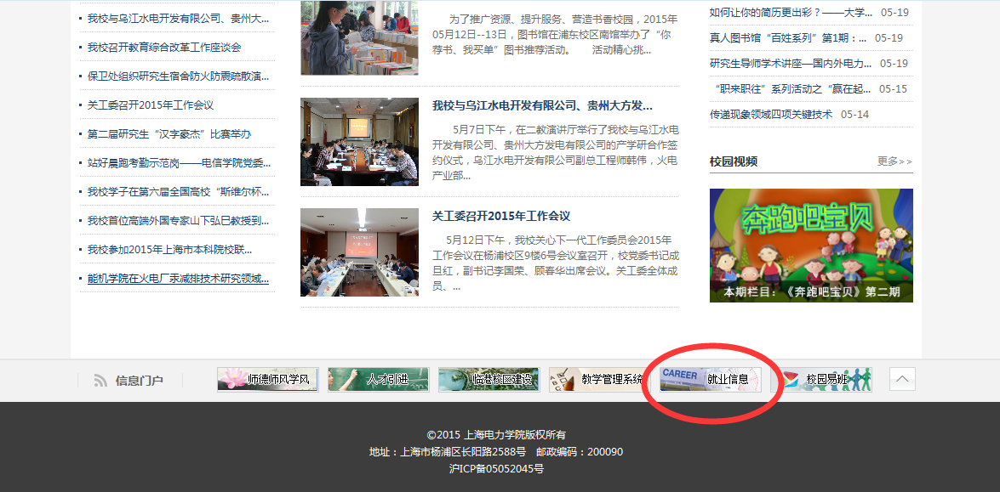 我校与乌江水电开发有限公司、贵州大...
我校召开教育综合改革工作座谈会
保卫处组织研究生宿舍防火防震疏散演...
关工委召开2015年工作会议
第二届研究生“汉字豪杰”比赛举办
站好晨跑考勤示范岗——电信学院党委...
我校学子在第六届全国高校“斯维尔杯...
我校首位高端外国专家山下弘巳教授到...
我校参加2015年上海市本科院校联...
能机学院在火电厂汞减排技术研究领域...
为了推广资源、提升服务、营造书香校园，2015年
05月12日--13日，图书馆在浦东校区南馆举办了“你
荐书、我买单”图书推荐活动。 活动精心挑...
我校与乌江水电开发有限公司、贵州大方发...
5月7日下午，在二教演讲厅举行了我校与乌江水电
开发有限公司、贵州大方发电有限公司的产学研合作签
约仪式，乌江水电开发有限公司副总工程师韩伟，火电
产业部...
关工委召开2015年工作会议
5月12日下午，我校关心下一代工作委员会2015年
工作会议在杨浦校区9楼6号会议室召开，校党委书记成
旦红，副书记李国荣、顾春华出席会议。关工委全体成
员、...
如何让你的简历更出彩？——大学... 05-19
真人图书馆“百姓系列”第1期：... 05-19
研究生导师学术讲座—国内外电力... 05-19
“职来职往”系列活动之“赢在起... 05-15
传递现象领域四项关键技术 05-14
校园视频 更多>>
奔跑吧宝贝
本期栏目：《奔跑吧宝贝》第二期
信息门户
师德师风学风
人才引进
临港校区建设
教学管理系统
CAREER 就业信息
校园易班
©2015 上海电力学院版权所有
地址：上海市杨浦区长阳路2588号 邮政编码：200090
沪ICP备05052045号